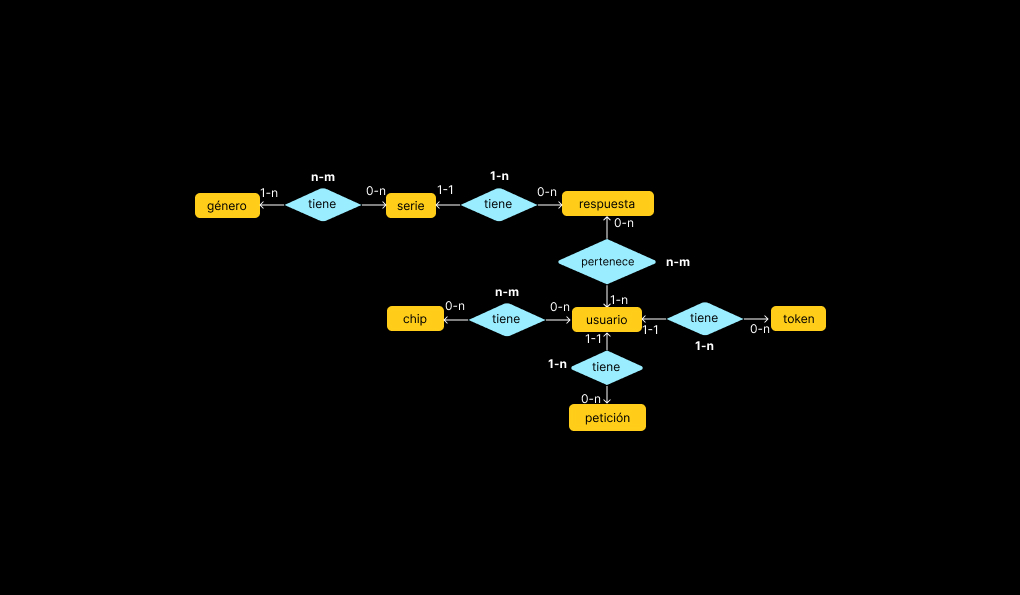 n-m
1-n
género
1-n
tiene
0-n
serie
1-1
tiene
0-n
respuesta
0-n
pertenece
n-m
1-n
n-m
chip
0-n
tiene
0-n
usuario
1-1
tiene
0-n
token
1-n
1-1
1-n
tiene
0-n
petición